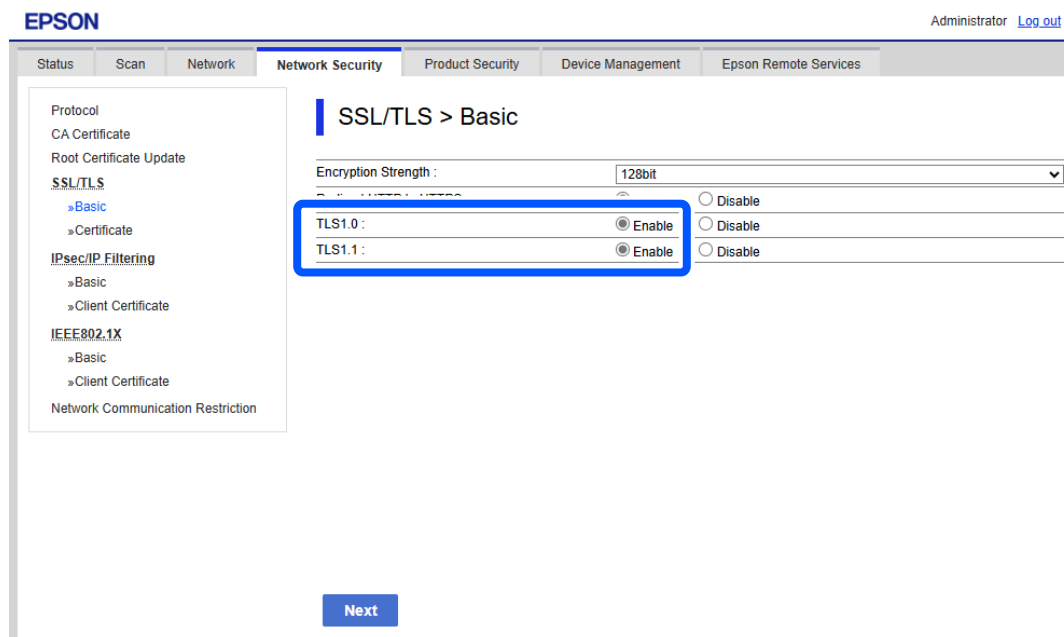 EPSON
Administrator Log out
Status Scan Network Network Security Product Security Device Management Epson Remote Services
Protocol
CA Certificate
Root Certificate Update
SSL/TLS
»Basic
»Certificate
IPsec/IP Filtering
»Basic
»Client Certificate
IEEE802.1X
»Basic
»Client Certificate
Network Communication Restriction
SSL/TLS > Basic
Encryption Strength : 128bit
Disable
TLS1.0 : Enable Disable
TLS1.1 : Enable Disable
Next